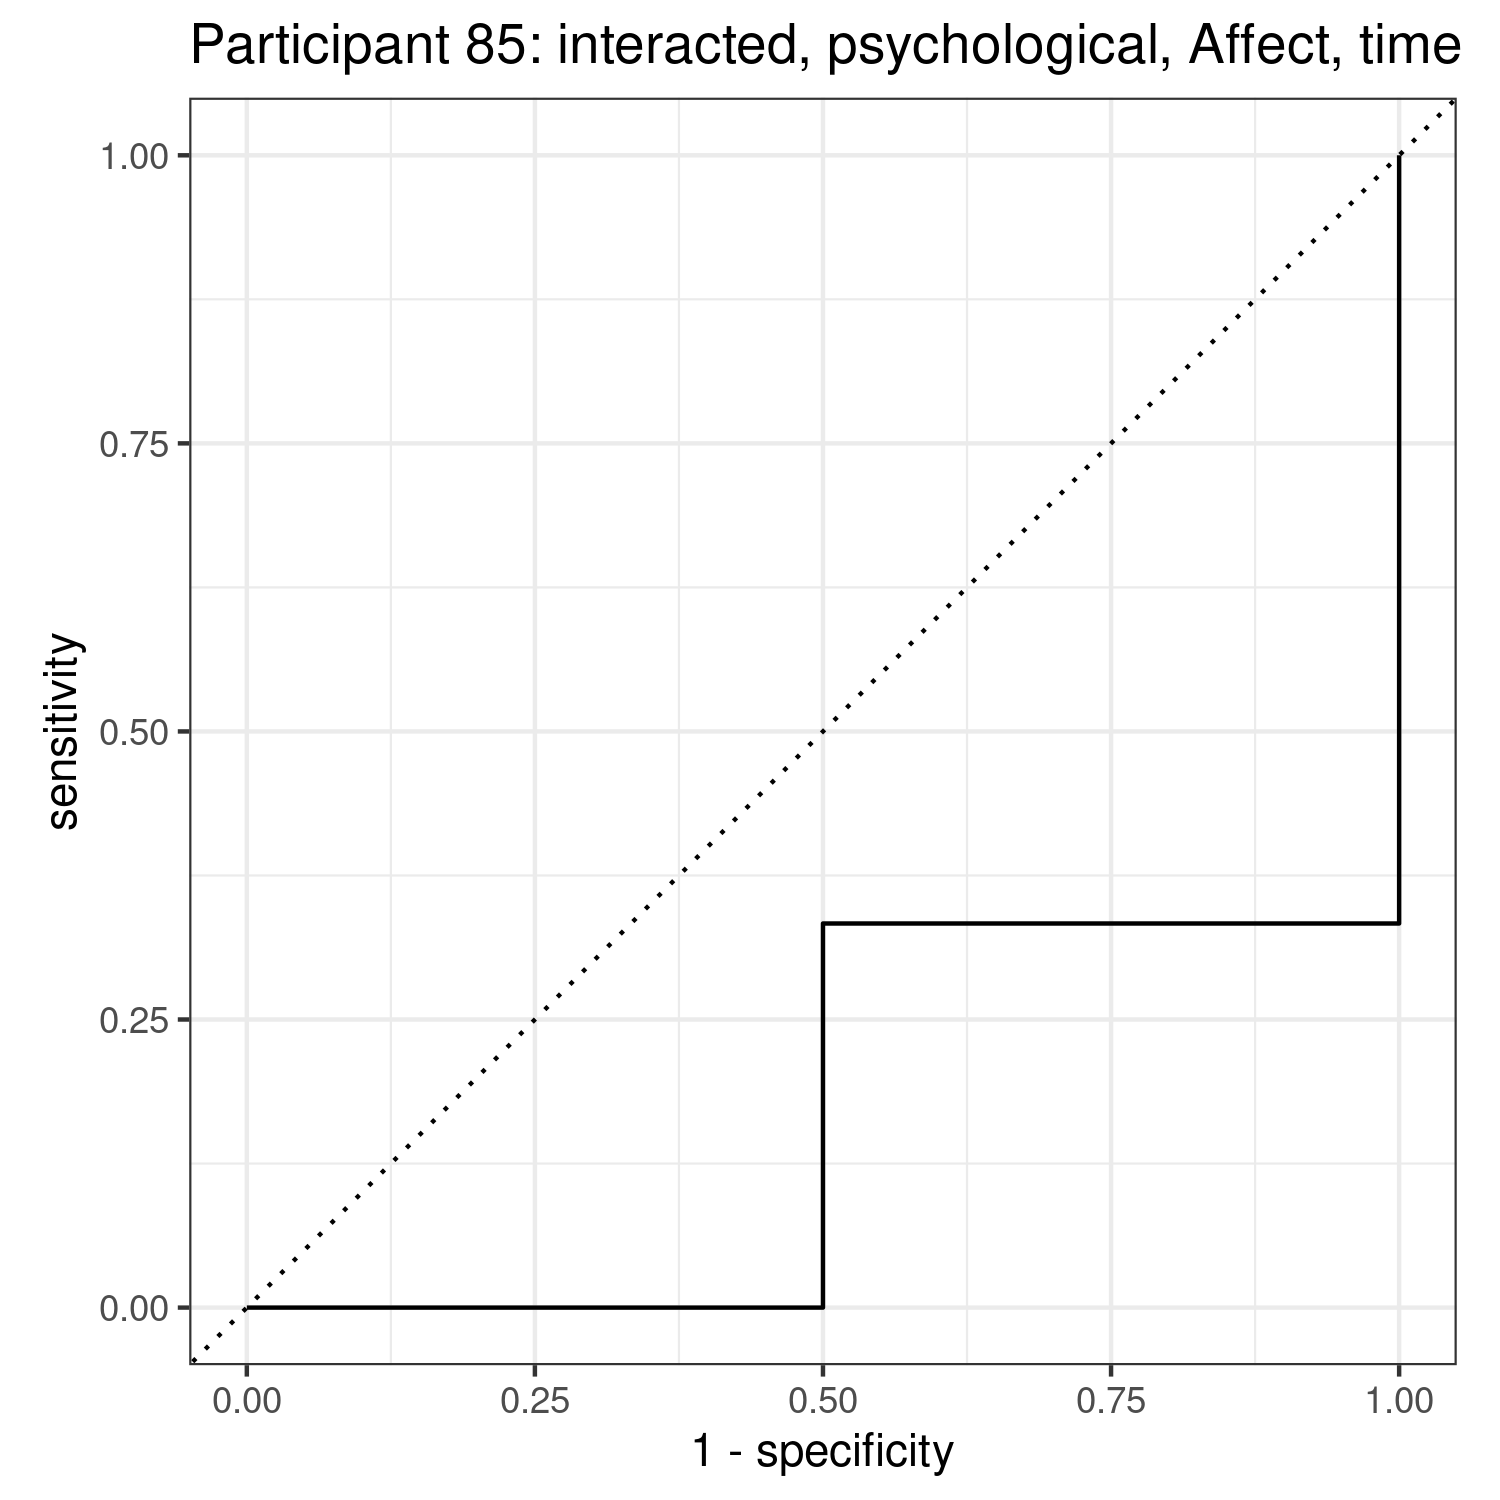 Participant 85: interacted, psychological, Affect, time
1.00
0.75
0.50
0.25
0.00
sensitivity
0.00 0.25 0.50 0.75 1.00
1 - specificity